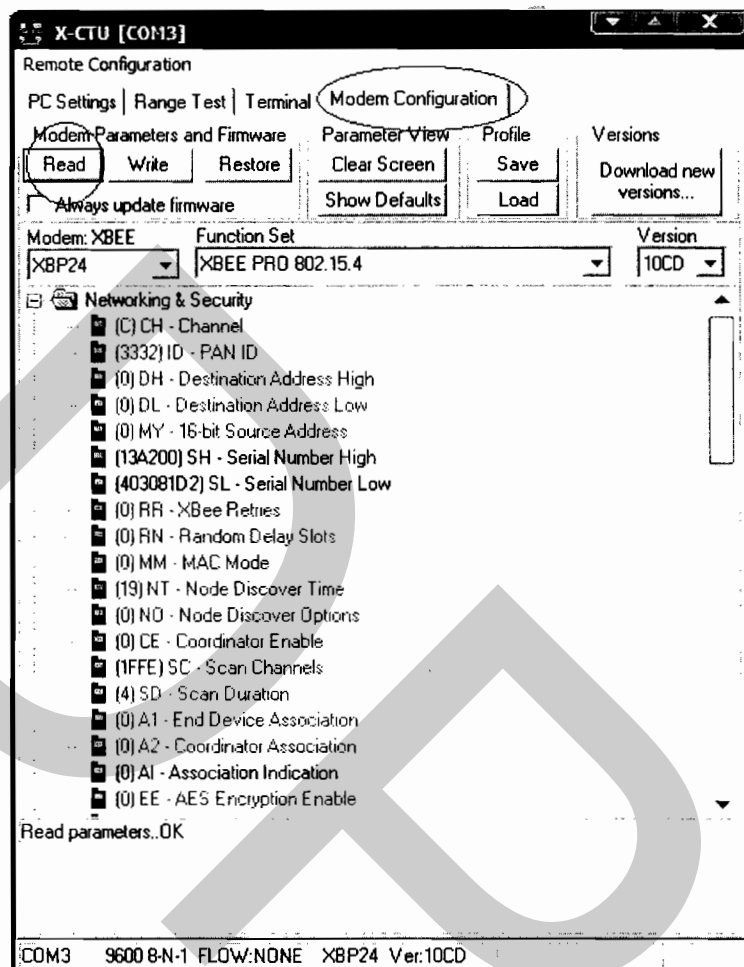 X-CTU [COM3]
Remote Configuration
PC Settings Range Test Terminal Modem Configuration
Modem Parameters and Firmware Parameter View Profile Versions
Read Write Restore Clear Screen Save Download new versions...
Always update firmware Show Defaults Load
Modem: XBEE Function Set Version
XBP24 XBEE PRO 802.15.4 10CD
Networking & Security
(C) CH - Channel
(3332) ID - PAN ID
(0) DH - Destination Address High
(0) DL - Destination Address Low
(0) MY - 16-bit Source Address
(13A200) SH - Serial Number High
(403081D2) SL - Serial Number Low
(0) RR - XBee Retries
(0) RN - Random Delay Slots
(0) MM - MAC Mode
(19) NT - Node Discover Time
(0) NO - Node Discover Options
(0) CE - Coordinator Enable
(1FFE) SC - Scan Channels
(4) SD - Scan Duration
(0) A1 - End Device Association
(0) A2 - Coordinator Association
(0) AI - Association Indication
(0) EE - AES Encryption Enable
Read parameters..OK
COM3 9600 8-N-1 FLOW:NONE XBP24 Ver:10CD